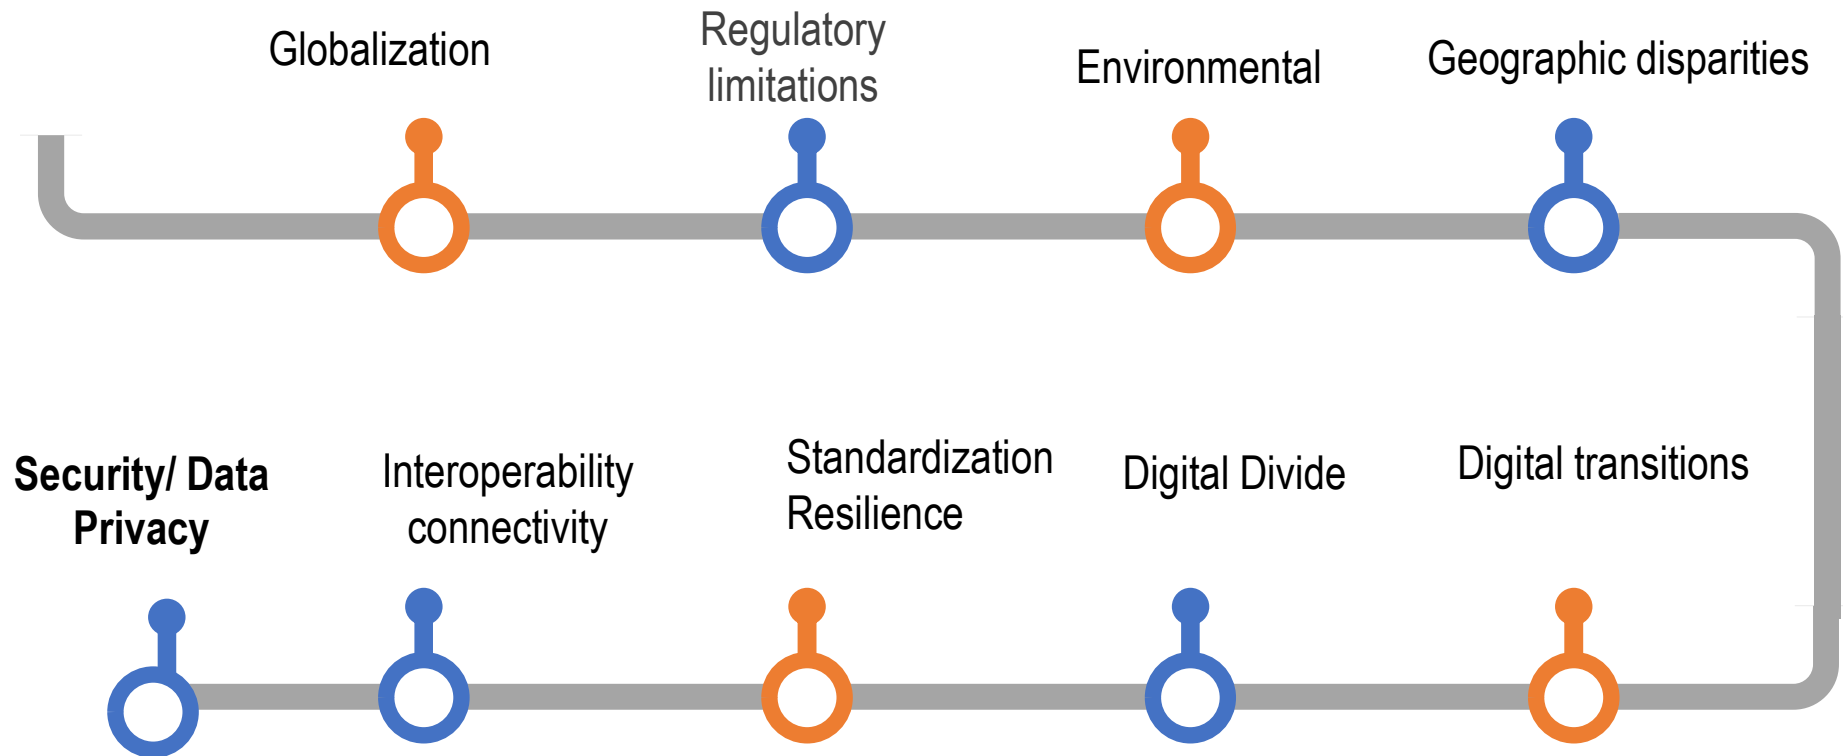 Globalization
Regulatory
limitations
Environmental
Geographic disparities
Security/ Data
Privacy
Interoperability
connectivity
Standardization
Resilience
Digital Divide
Digital transitions